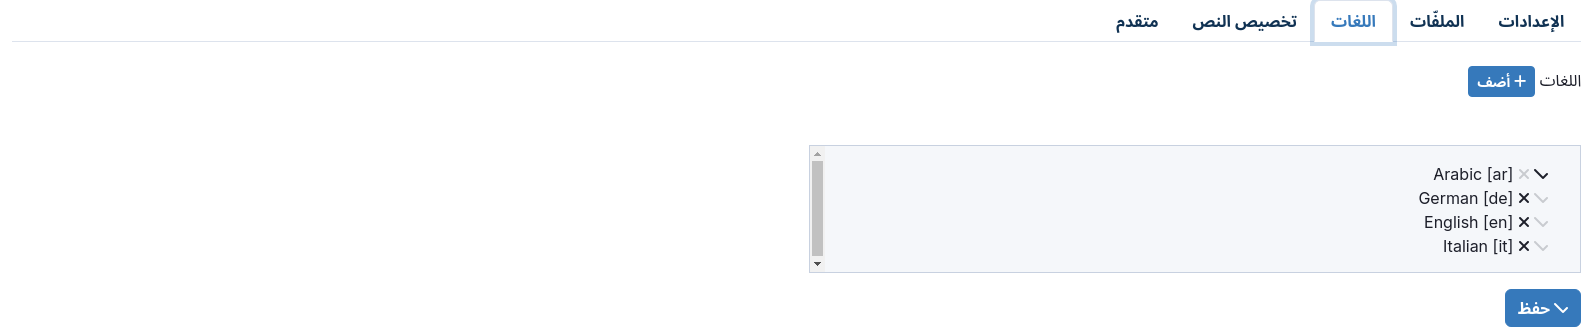 الإعدادات الملفّات اللغات تخصيص النص متقدم
اللغات أضف
Arabic [ar]
German [de]
English [en]
Italian [it]
حفظ